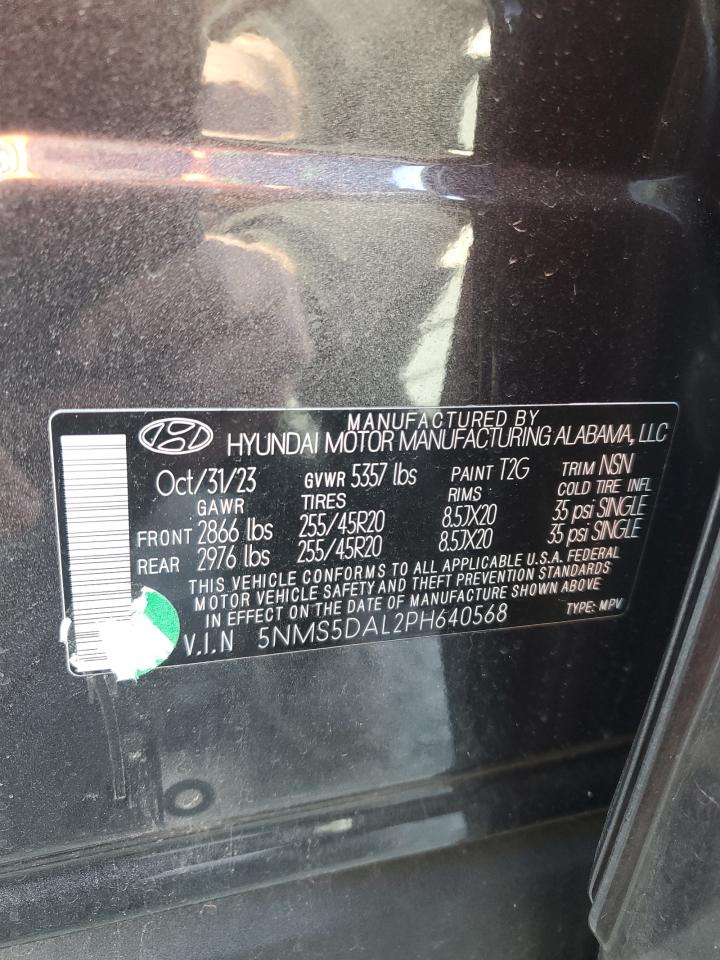 MANUFACTURED BY
HYUNDAI MOTOR MANUFACTURING ALABAMA, LLC
Oct/31/23 GVWR 5357 lbs PAINT T2G TRIM NSN
GAWR TIRES RIMS COLD TIRE INFL
FRONT 2866 lbs 255/45R20 8.5JX20 35 psi SINGLE
REAR 2976 lbs 255/45R20 8.5JX20 35 psi SINGLE
THIS VEHICLE CONFORMS TO ALL APPLICABLE U.S.A. FEDERAL
MOTOR VEHICLE SAFETY AND THEFT PREVENTION STANDARDS
IN EFFECT ON THE DATE OF MANUFACTURE SHOWN ABOVE
V.I.N 5NMS5DAL2PH640568 TYPE: MPV